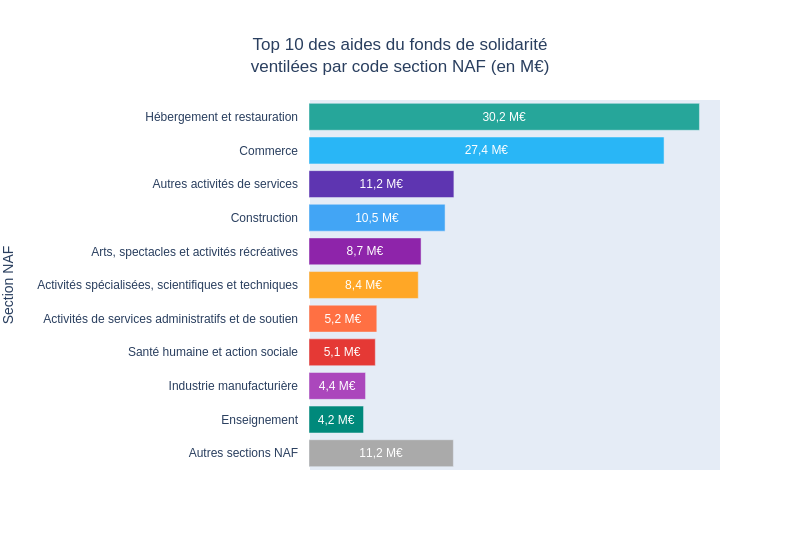 Top 10 des aides du fonds de solidarité
ventilées par code section NAF (en M€)
Section NAF
Hébergement et restauration 30,2 M€
Commerce 27,4 M€
Autres activités de services 11,2 M€
Construction 10,5 M€
Arts, spectacles et activités récréatives 8,7 M€
Activités spécialisées, scientifiques et techniques 8,4 M€
Activités de services administratifs et de soutien 5,2 M€
Santé humaine et action sociale 5,1 M€
Industrie manufacturière 4,4 M€
Enseignement 4,2 M€
Autres sections NAF 11,2 M€